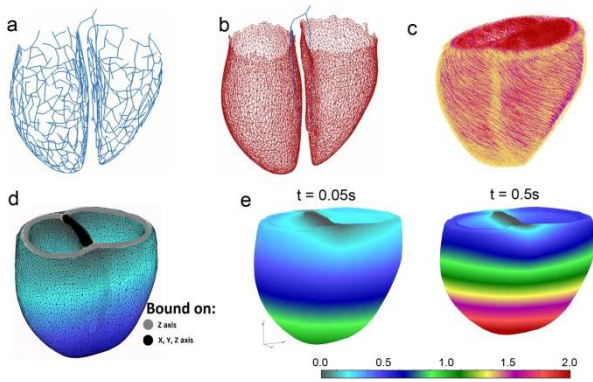 a
b
c
d
e
t = 0.05s
t = 0.5s
Bound on:
Z axis
X, Y, Z axis
0.0 0.5 1.0 1.5 2.0